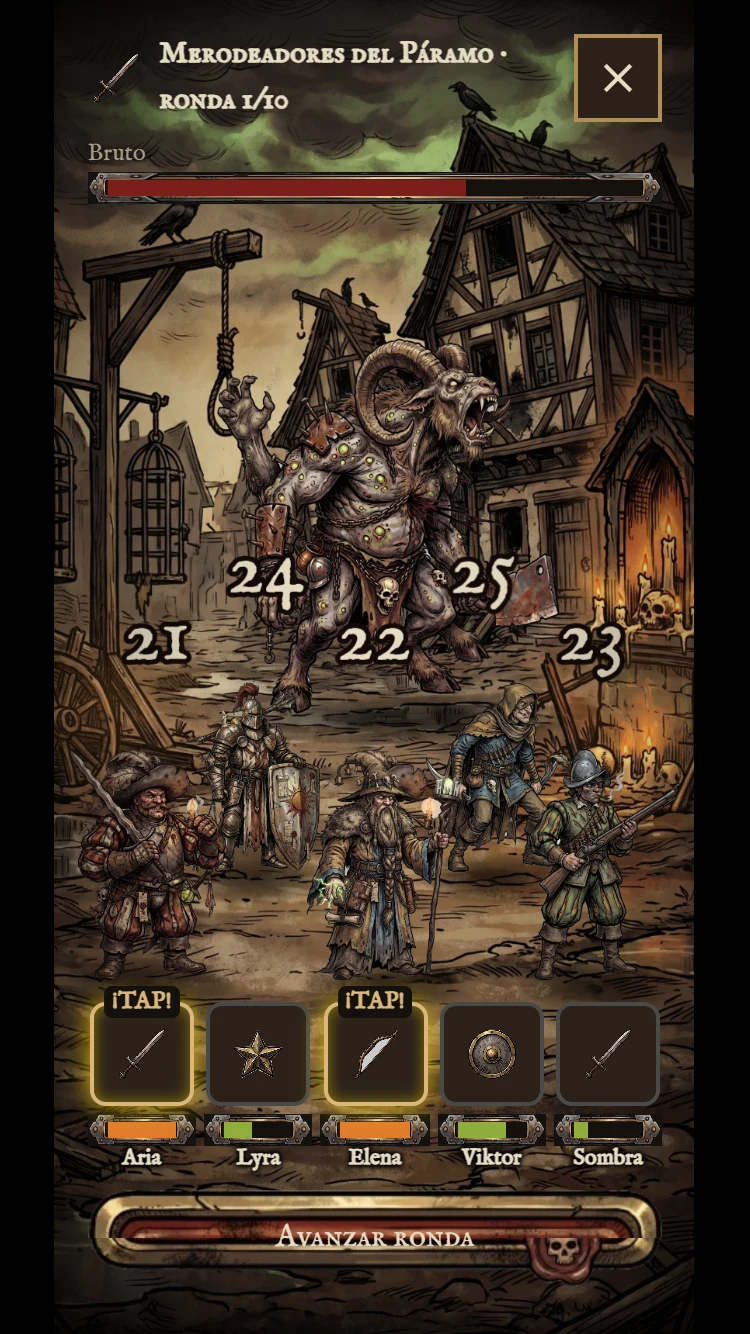 Merodeadores del Páramo ·
ronda 1/10
Bruto
24
25
21
22
23
¡TAP!
¡TAP!
Aria
Lyra
Elena
Viktor
Sombra
Avanzar ronda